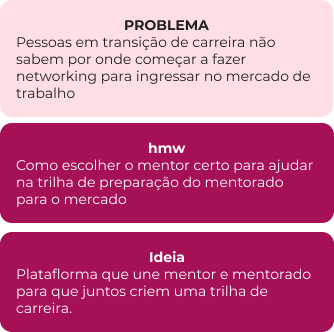 PROBLEMA
Pessoas em transição de carreira não
sabem por onde começar a fazer
networking para ingressar no mercado de
trabalho
hmw
Como escolher o mentor certo para ajudar
na trilha de preparação do mentorado
para o mercado
Ideia
Plataflorma que une mentor e mentorado
para que juntos criem uma trilha de
carreira.